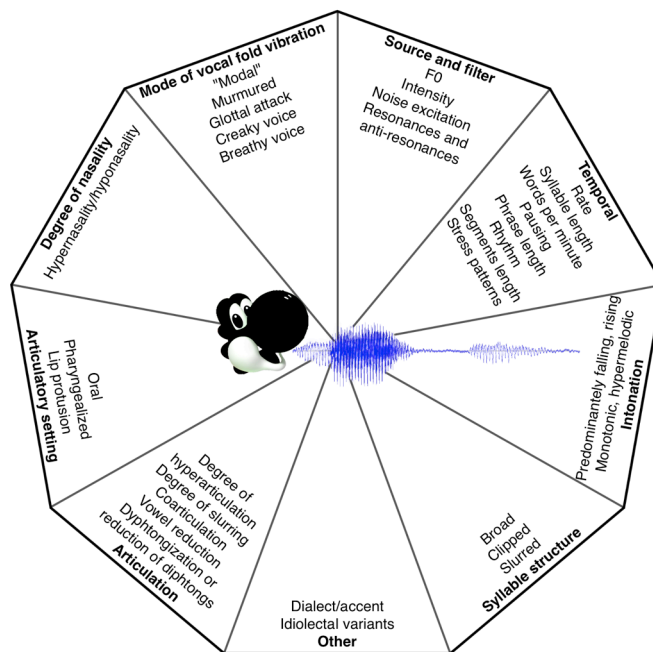 Mode of vocal fold vibration
"Modal"
Murmured
Glottal attack
Creaky voice
Breathy voice
Source and filter
F0
Intensity
Noise excitation
Resonances and
anti-resonances
Temporal
Rate
Syllable length
Words per minute
Pausing
Phrase length
Rhythm
Segments length
Stress patterns
Predominantely falling, rising
Monotonic, hypermelodic
Intonation
Broad
Clipped
Slurred
Syllable structure
Dialect/accent
Idiolectal variants
Other
Degree of
hyperarticulation
Degree of slurring
Coarticulation
Vowel reduction
Dyphtongization or
reduction of diphtongs
Articulation
Oral
Pharyngealized
Lip protusion
Articulatory setting
Degree of nasality
Hypernasality/hyponasality